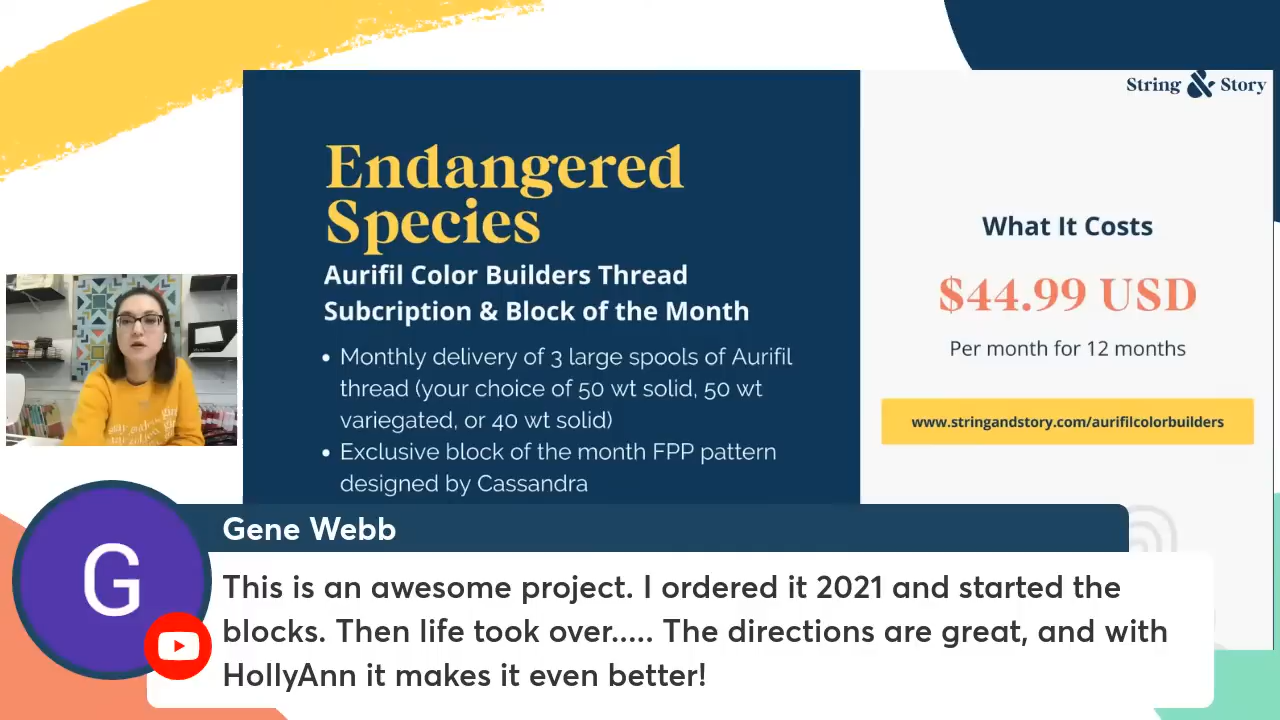 String & Story
Endangered
Species
Aurifil Color Builders Thread
Subcription & Block of the Month
• Monthly delivery of 3 large spools of Aurifil
thread (your choice of 50 wt solid, 50 wt
variegated, or 40 wt solid)
• Exclusive block of the month FPP pattern
designed by Cassandra
What It Costs
$44.99 USD
Per month for 12 months
www.stringandstory.com/aurifilcolorbuilders
G
Gene Webb
This is an awesome project. I ordered it 2021 and started the
blocks. Then life took over..... The directions are great, and with
HollyAnn it makes it even better!